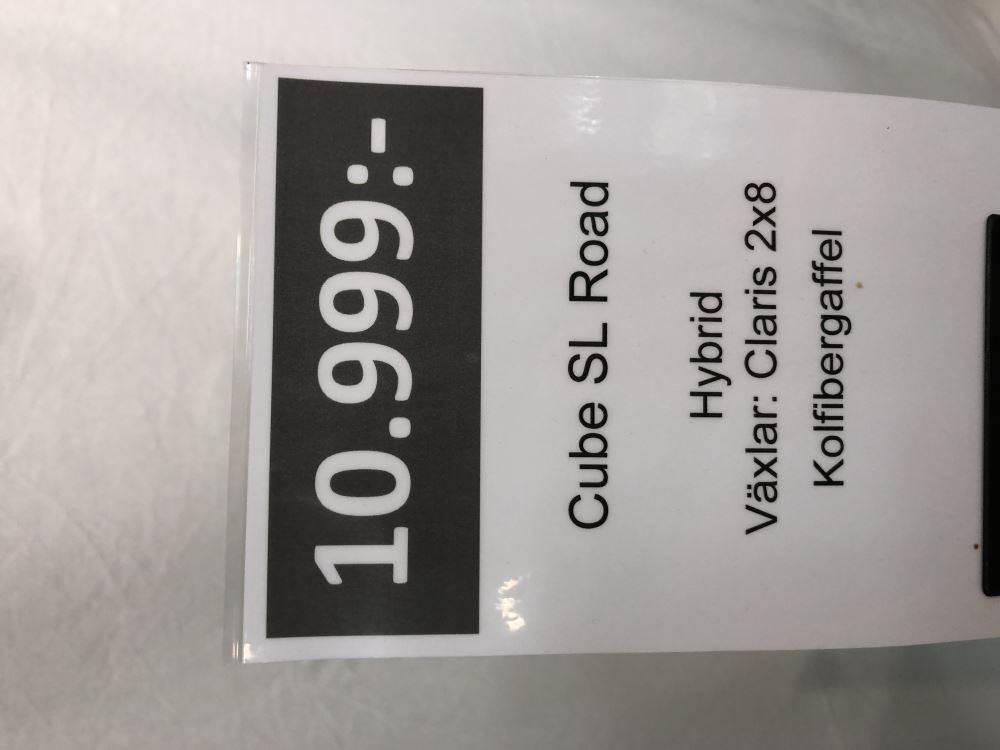 10.999:-
Cube SL Road
Hybrid
Växlar: Claris 2x8
Kolfibergaffel